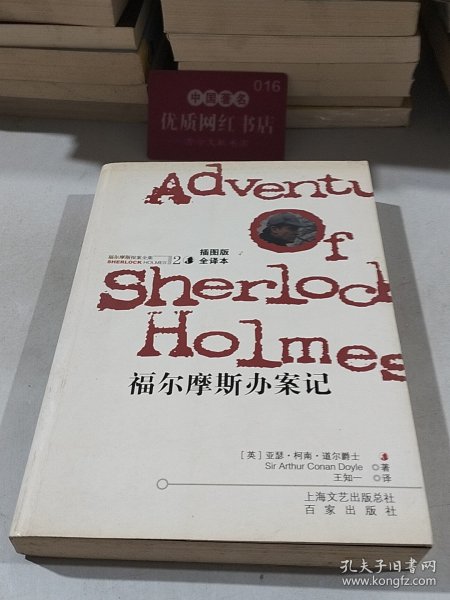 016
中国著名
优质网红书店
Adventu
Of
福尔摩斯探案全集
SHERLOCK HOLMES
2
插图版
全译本
Sherlock
Holmes
福尔摩斯办案记
[英]亚瑟·柯南·道尔爵士
Sir Arthur Conan Doyle
著
王知一
译
上海文艺出版总社
百家出版社
孔夫子旧书网
www.kongfz.com